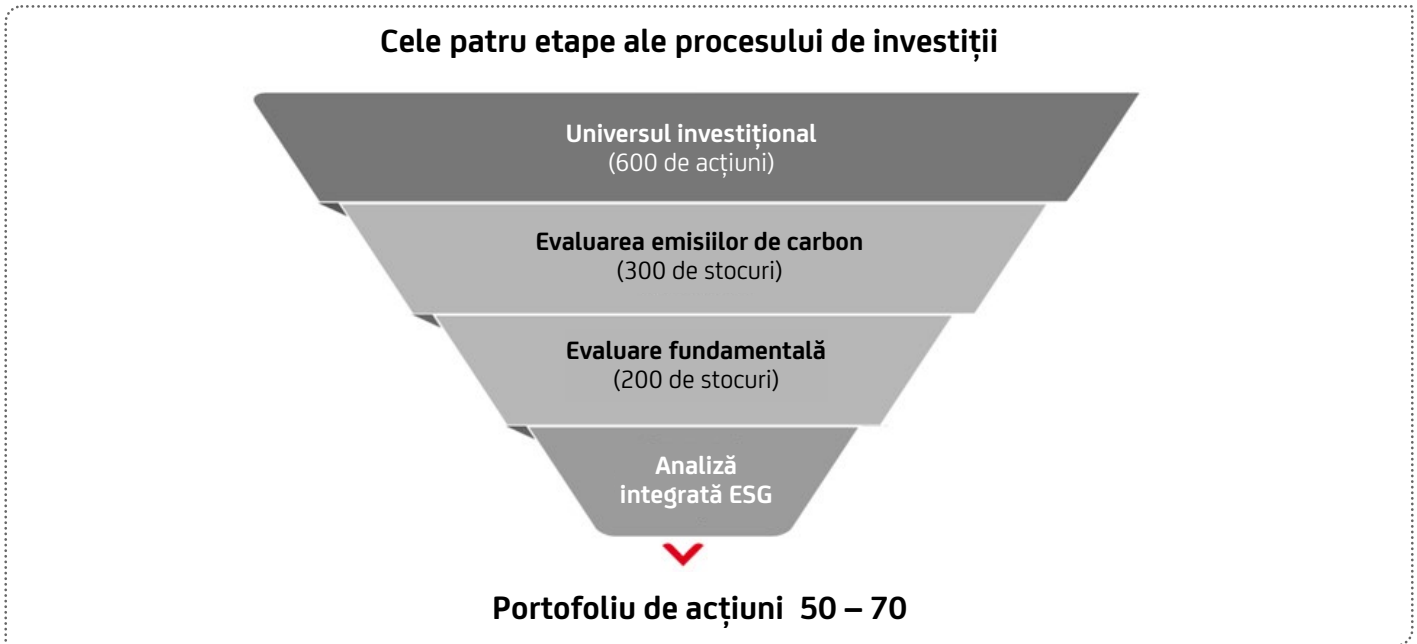 Cele patru etape ale procesului de investiții
Universul investițional
(600 de acțiuni)
Evaluarea emisiilor de carbon
(300 de stocuri)
Evaluare fundamentală
(200 de stocuri)
Analiză
integrată ESG
Portofoliu de acțiuni 50 – 70